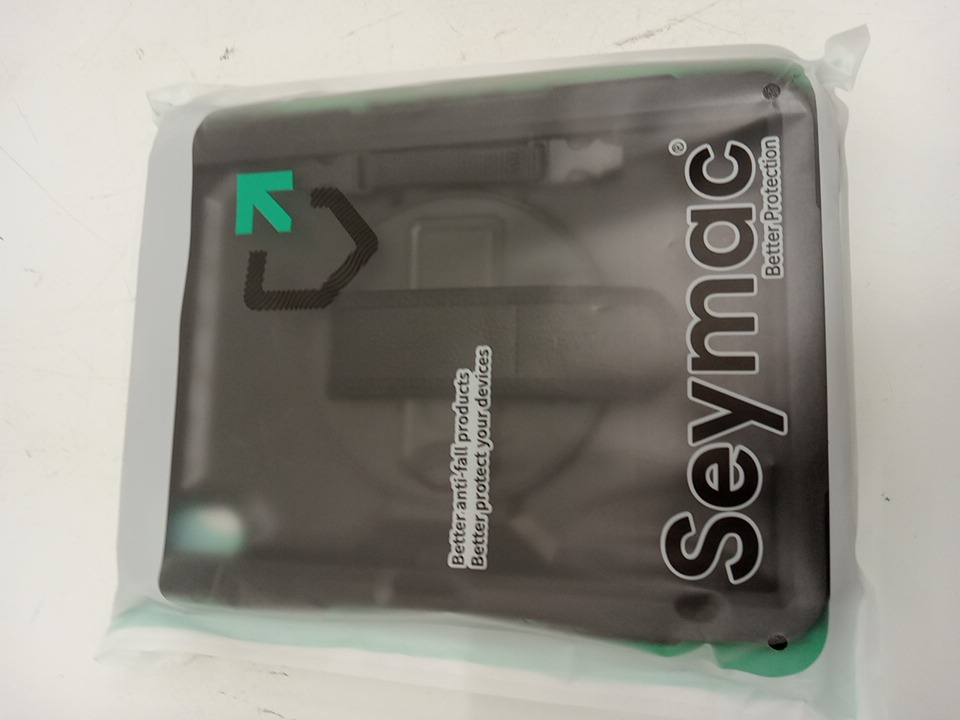 Better anti-fall products
Better protect your devices
Seymac®
Better Protection